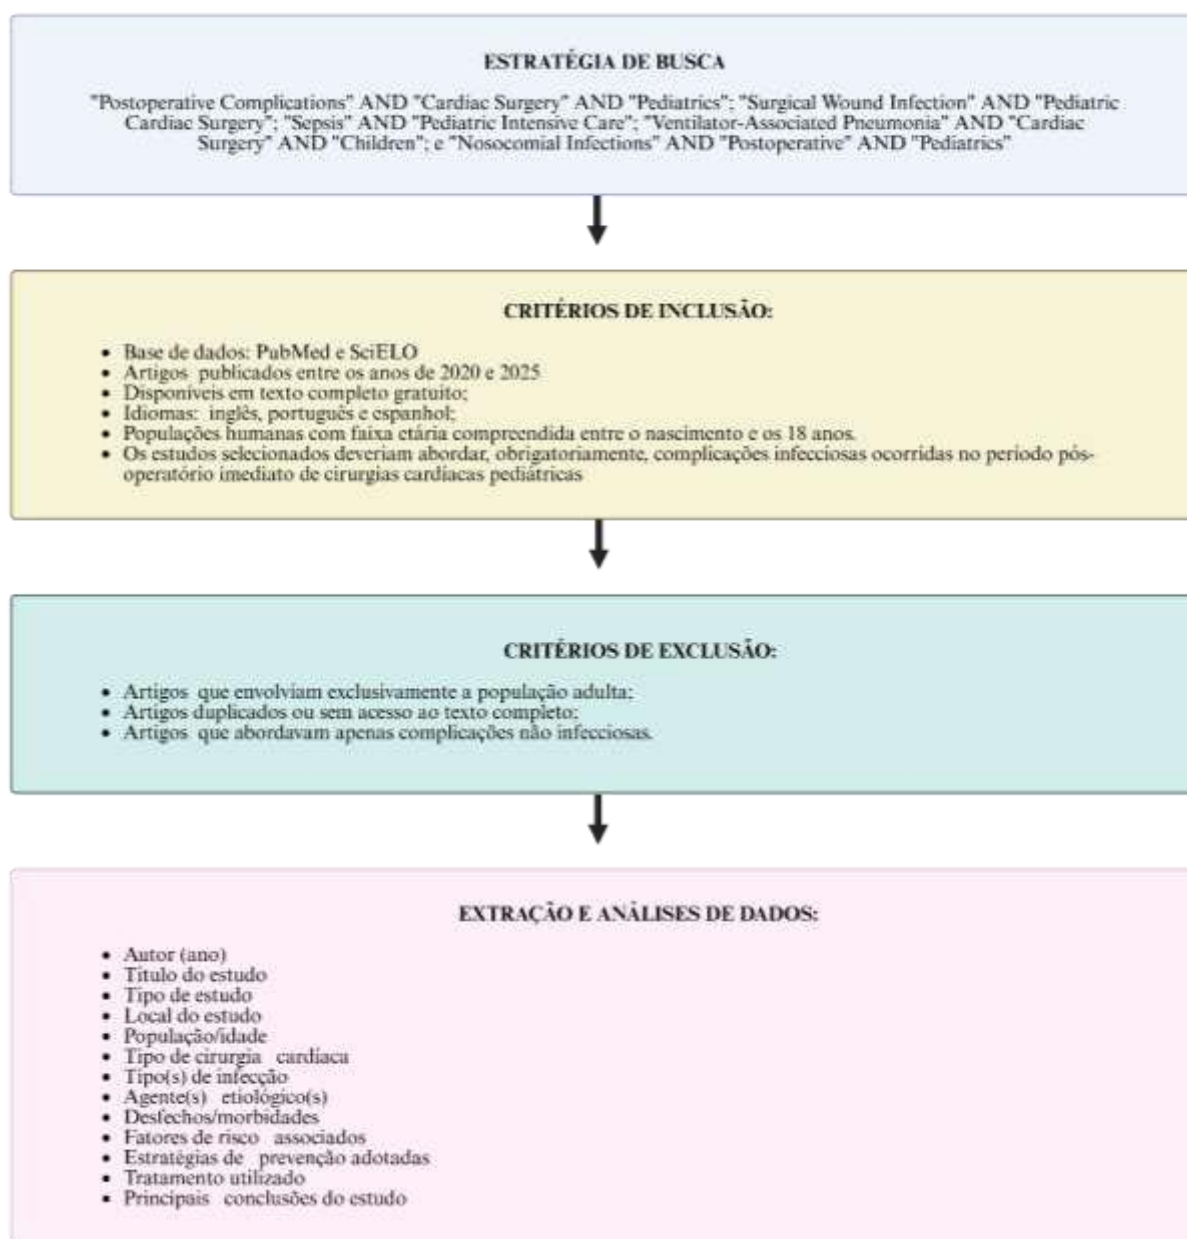 ESTRATÉGIA DE BUSCA
"Postoperative Complications" AND "Cardiac Surgery" AND "Pediatrics"; "Surgical Wound Infection" AND "Pediatric
Cardiac Surgery"; "Sepsis" AND "Pediatric Intensive Care"; "Ventilator-Associated Pneumonia" AND "Cardiac
Surgery" AND "Children"; e "Nosocomial Infections" AND "Postoperative" AND "Pediatrics"
CRITÉRIOS DE INCLUSÃO:
• Base de dados: PubMed e SciELO
• Artigos publicados entre os anos de 2020 e 2025
• Disponíveis em texto completo gratuito;
• Idiomas: inglês, português e espanhol;
• Populações humanas com faixa etária compreendida entre o nascimento e os 18 anos.
• Os estudos selecionados deveriam abordar, obrigatoriamente, complicações infecciosas ocorridas no período pós-
operatório imediato de cirurgias cardíacas pediátricas
CRITÉRIOS DE EXCLUSÃO:
• Artigos que envolviam exclusivamente a população adulta;
• Artigos duplicados ou sem acesso ao texto completo;
• Artigos que abordavam apenas complicações não infecciosas.
EXTRAÇÃO E ANÁLISES DE DADOS:
• Autor (ano)
• Título do estudo
• Tipo de estudo
• Local do estudo
• População/idade
• Tipo de cirurgia cardíaca
• Tipo(s) de infecção
• Agente(s) etiológico(s)
• Desfechos/morbidades
• Fatores de risco associados
• Estratégias de prevenção adotadas
• Tratamento utilizado
• Principais conclusões do estudo